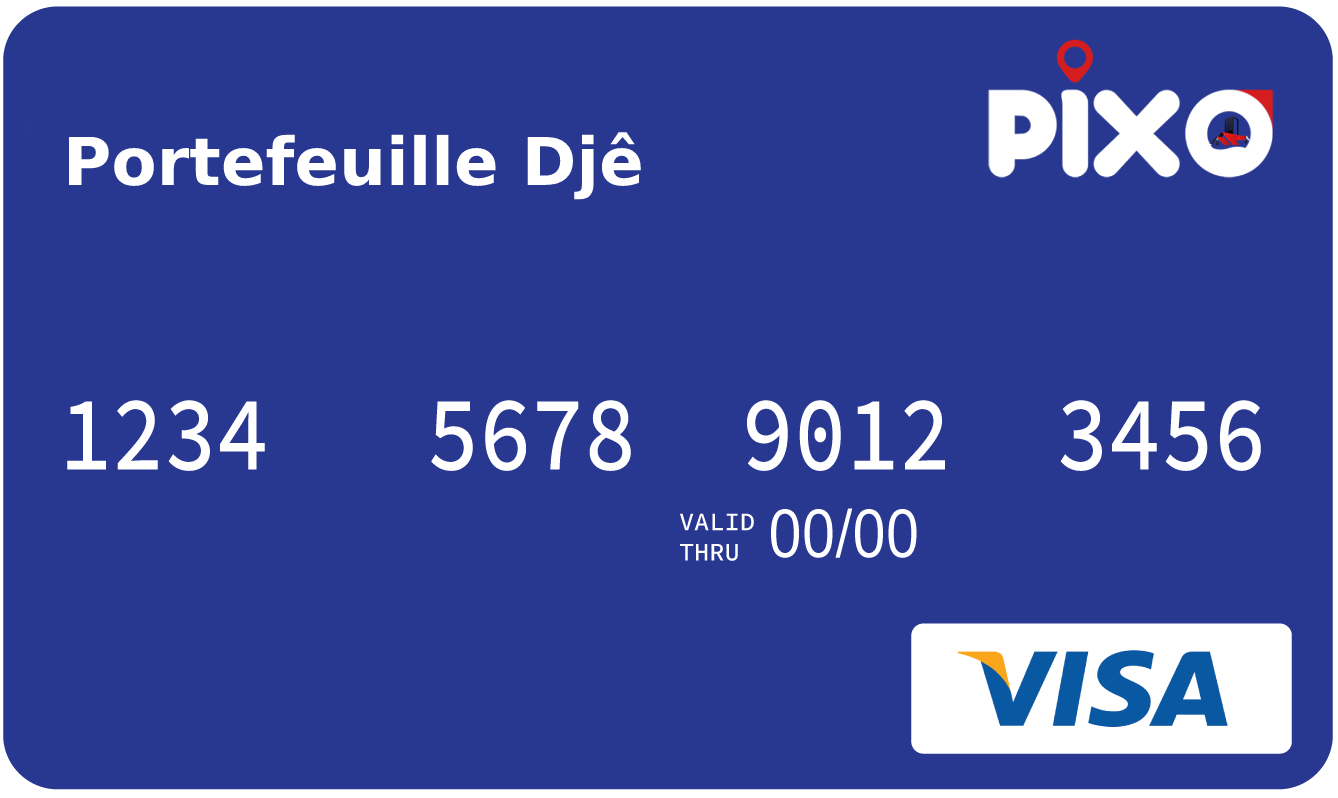 PIXO
Portefeuille Djê
1234 5678 9012 3456
VALID THRU 00/00
VISA